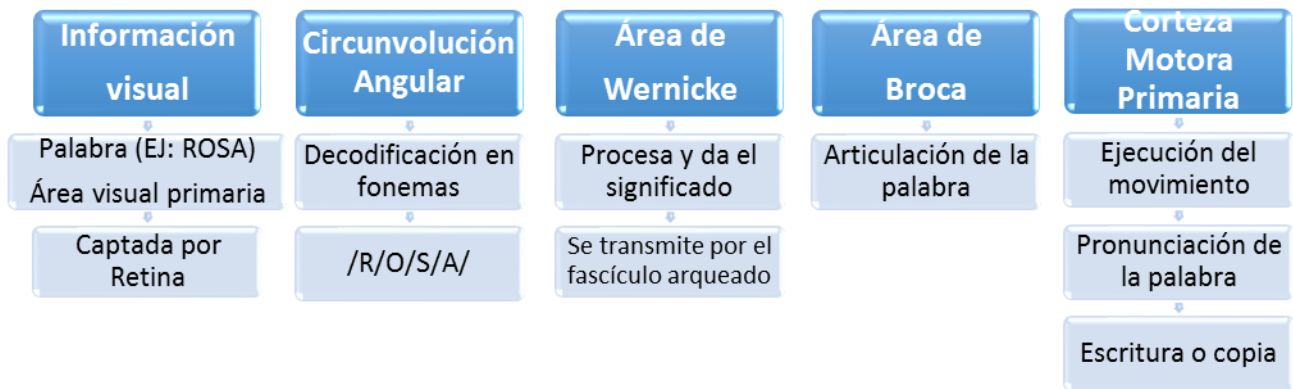 Información
visual
Palabra (EJ: ROSA)
Área visual primaria
Captada por
Retina
Circunvolución
Angular
Decodificación en
fonemas
/R/O/S/A/
Área de
Wernicke
Procesa y da el
significado
Se transmite por el
fascículo arqueado
Área de
Broca
Articulación de la
palabra
Corteza
Motora
Primaria
Ejecución del
movimiento
Pronunciación de
la palabra
Escritura o copia